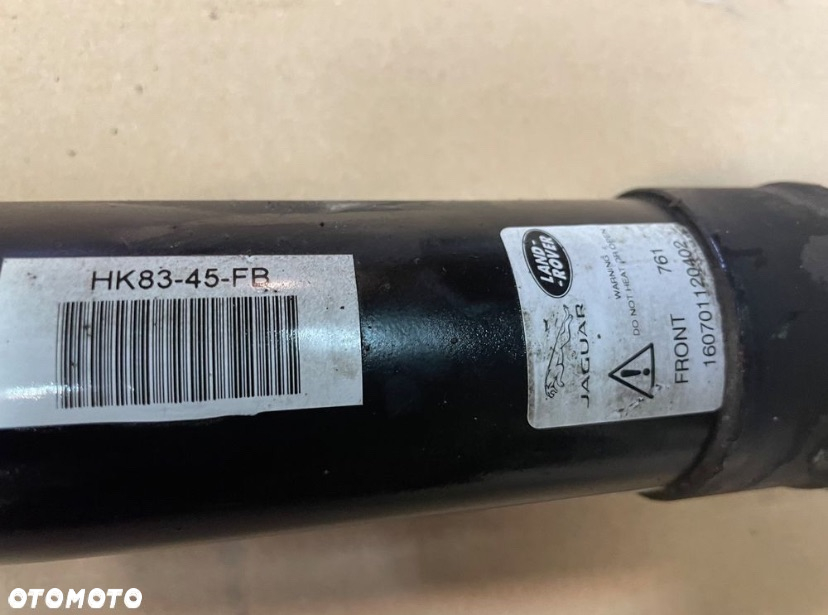 HK83-45-FB
LAND
-ROVER
JAGUAR
WARNING
DO NOT HEAT OR OPEN
FRONT 761
160701120402
OTOMOTO